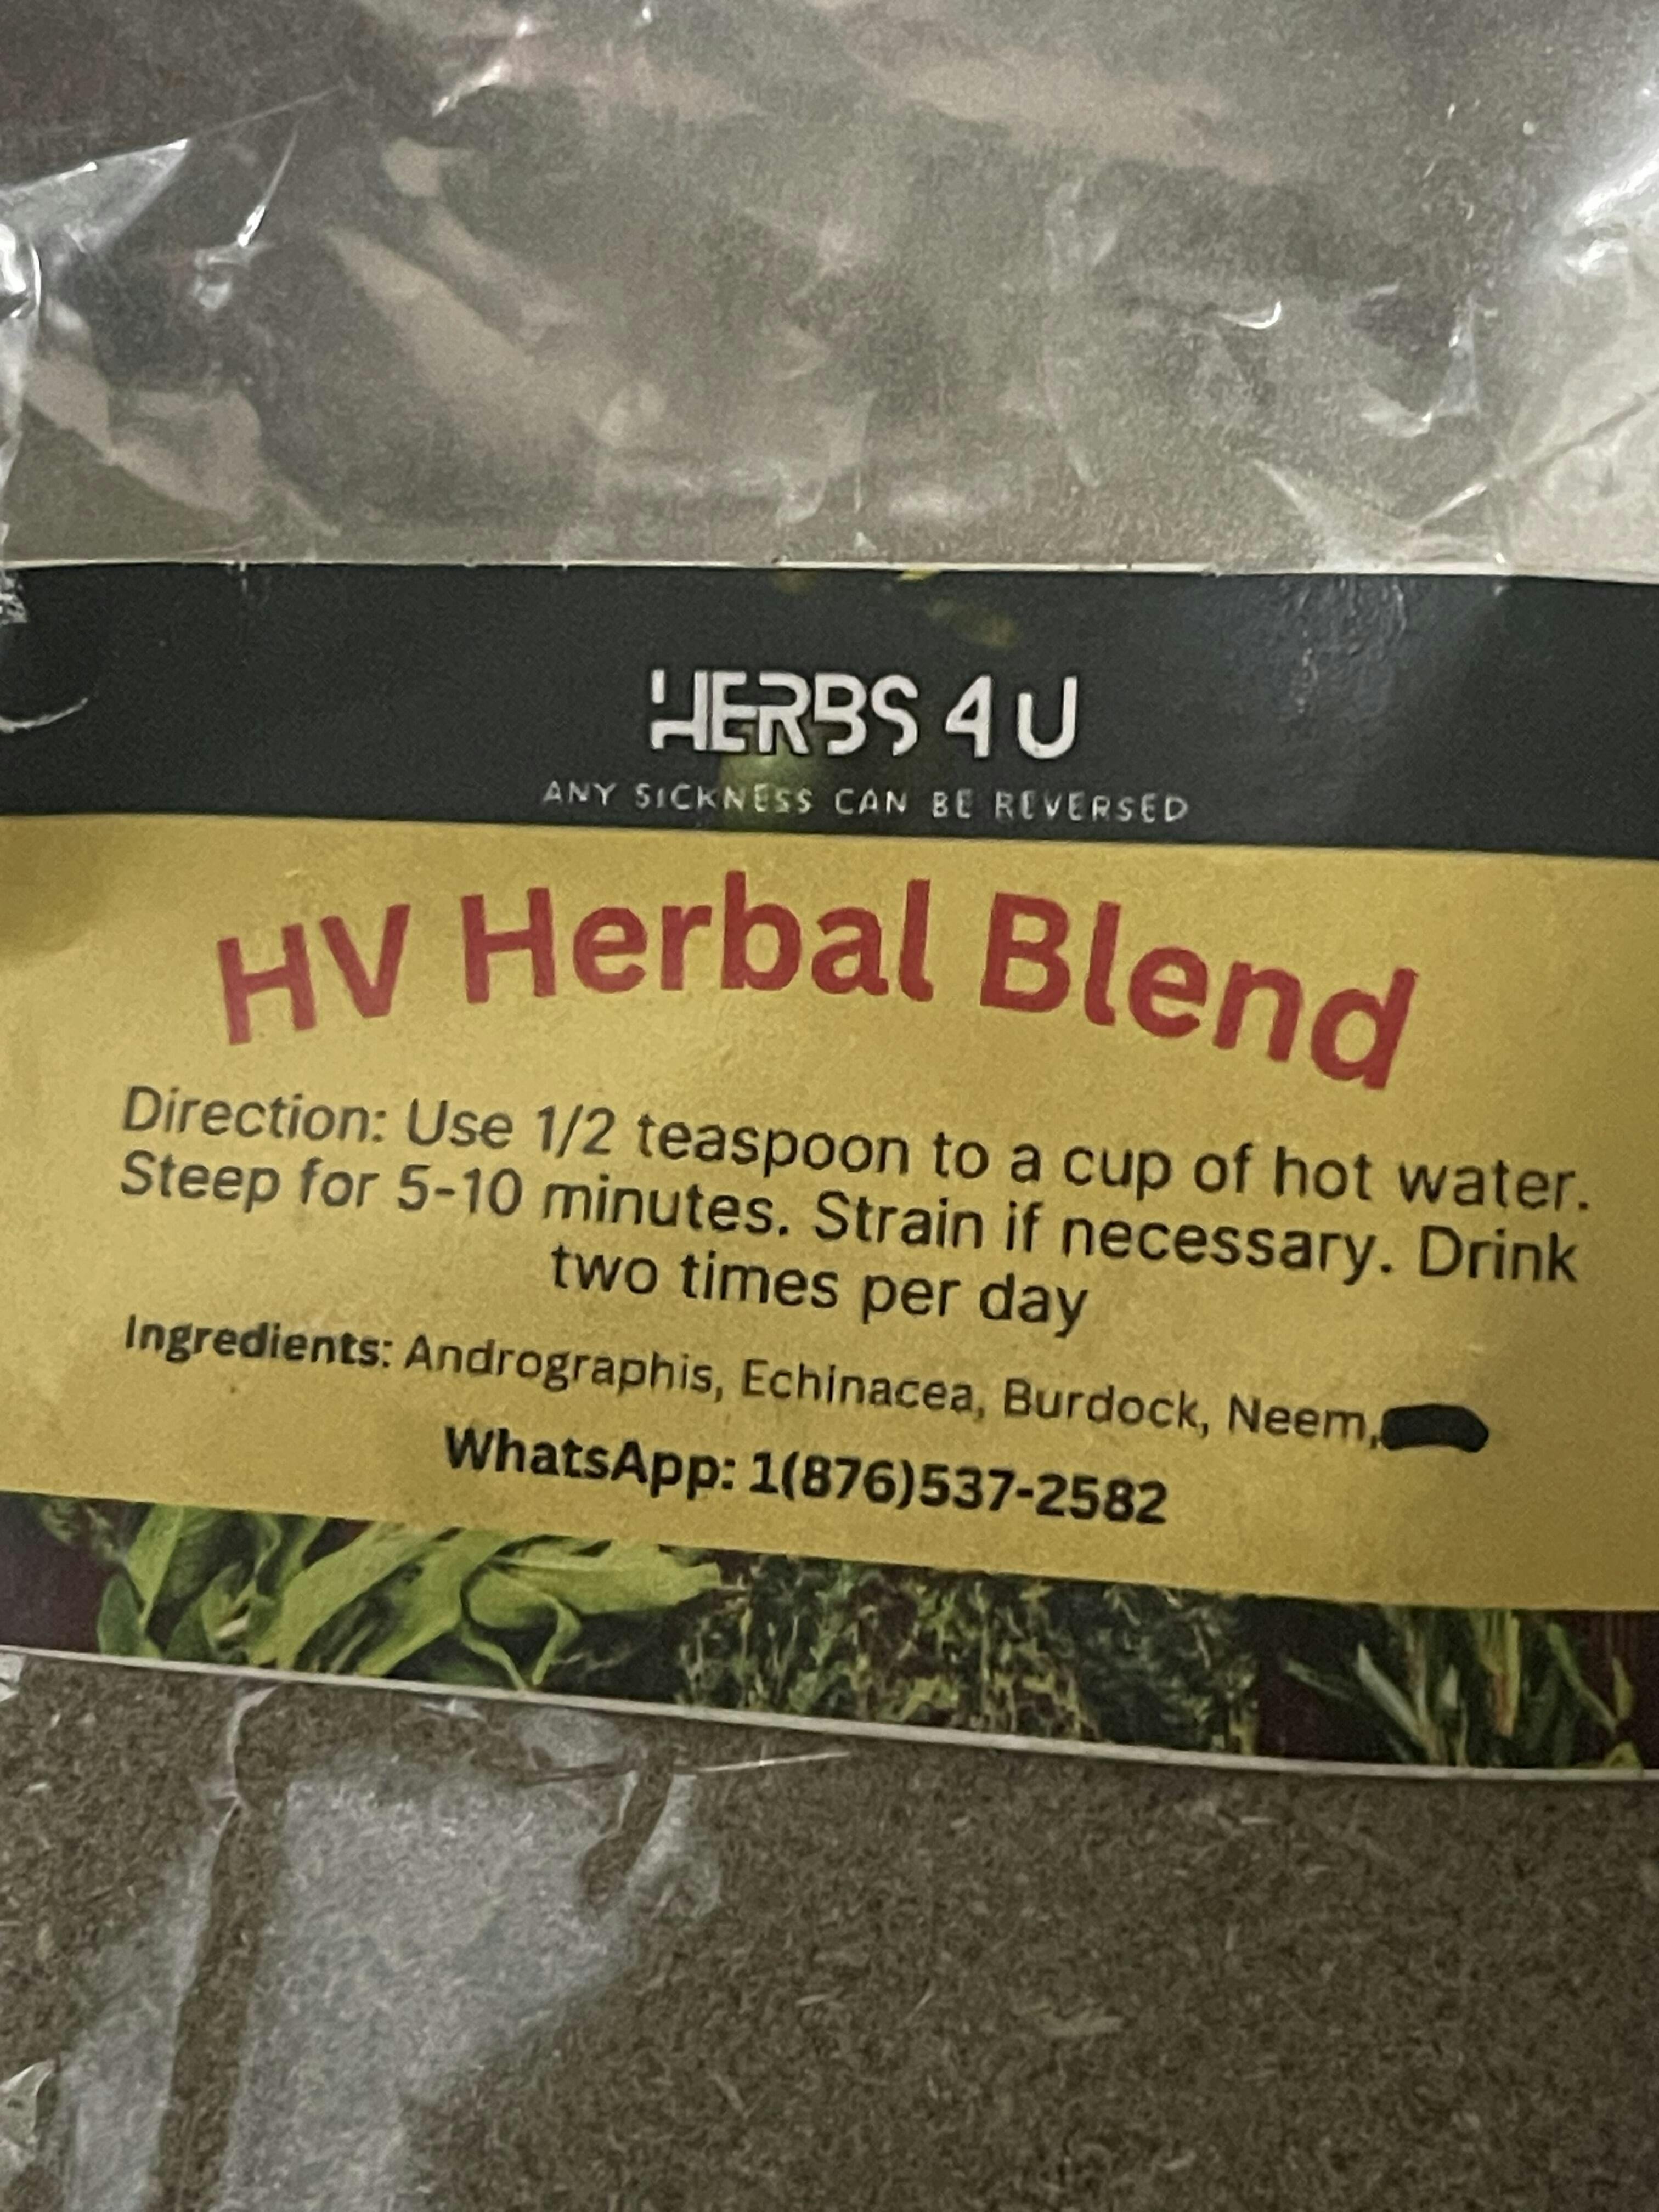 HERBS 4 U
ANY SICKNESS CAN BE REVERSED
HV Herbal Blend
Direction: Use 1/2 teaspoon to a cup of hot water.
Steep for 5-10 minutes. Strain if necessary. Drink
two times per day
Ingredients: Andrographis, Echinacea, Burdock, Neem,
WhatsApp: 1(876)537-2582